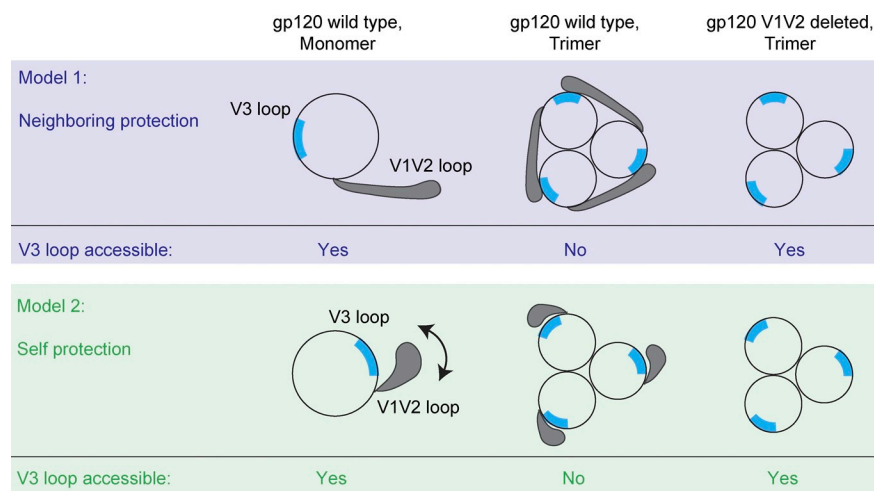 gp120 wild type,
Monomer
gp120 wild type,
Trimer
gp120 V1V2 deleted,
Trimer
Model 1:
Neighboring protection
V3 loop
V1V2 loop
V3 loop accessible:
Yes
No
Yes
Model 2:
Self protection
V3 loop
V1V2 loop
V3 loop accessible:
Yes
No
Yes